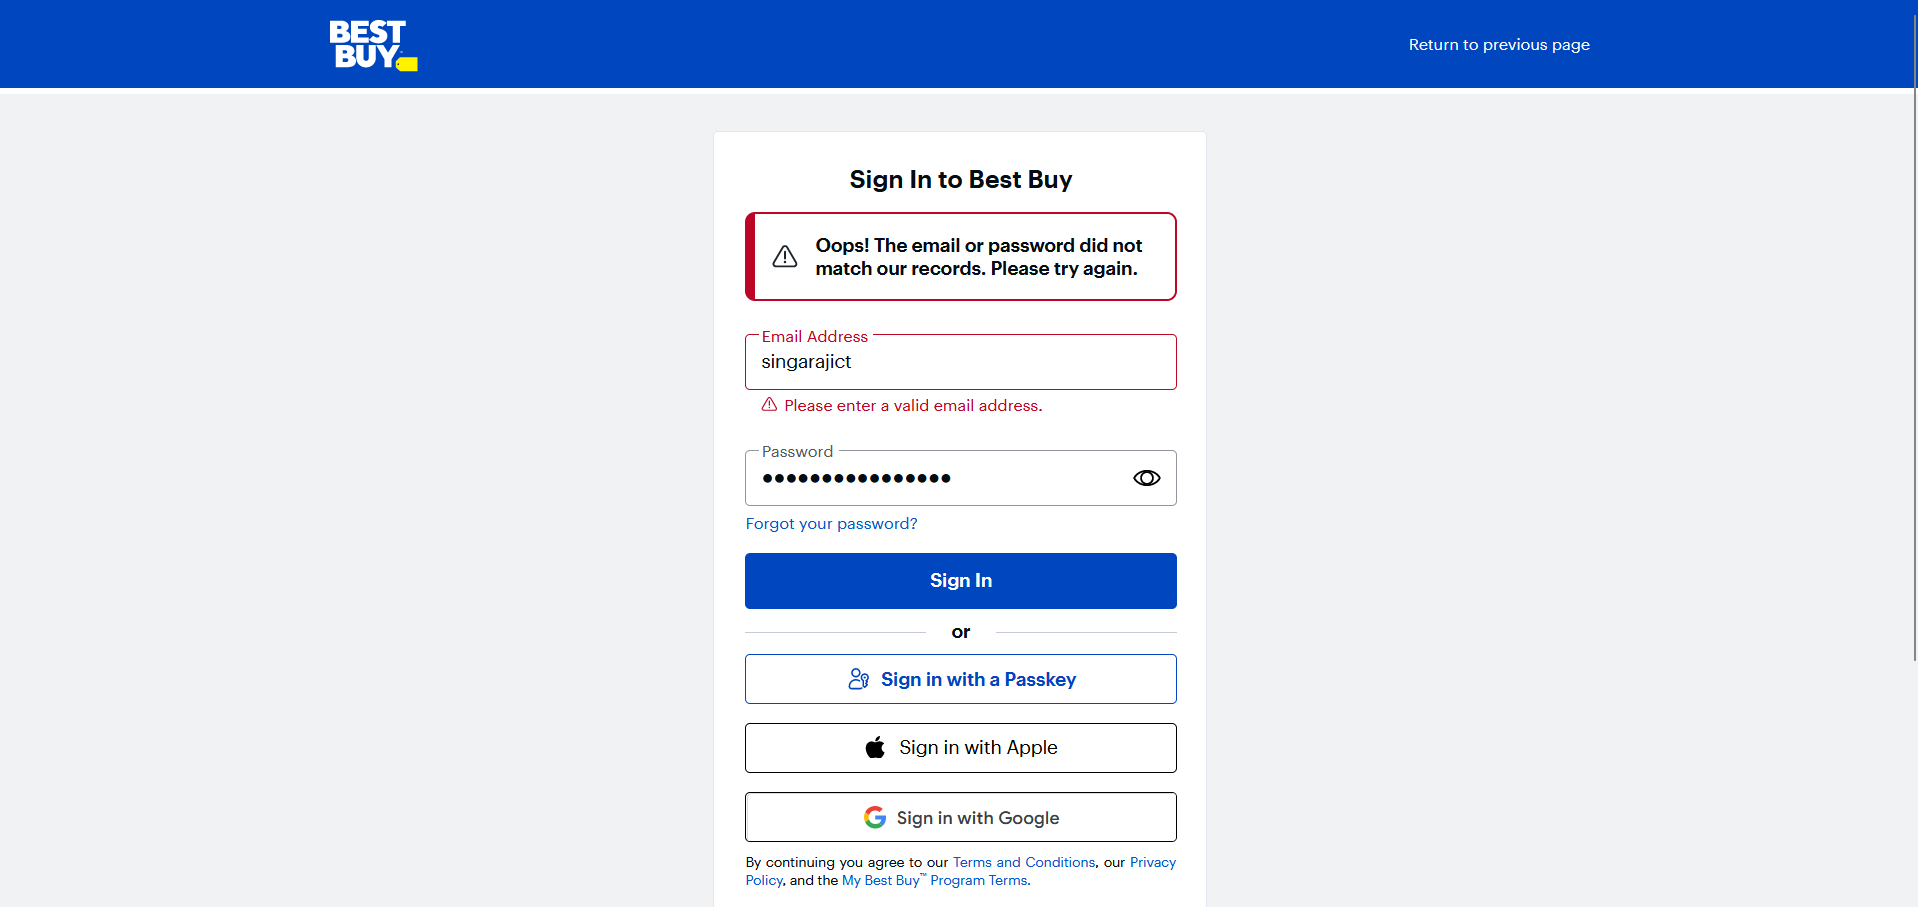 BEST
BUY
Return to previous page
Sign In to Best Buy
Oops! The email or password did not
match our records. Please try again.
Email Address
singarajict
Please enter a valid email address.
Password
••••••••••••••••
Forgot your password?
Sign In
or
Sign in with a Passkey
Sign in with Apple
Sign in with Google
By continuing you agree to our Terms and Conditions, our Privacy
Policy, and the My Best Buy™ Program Terms.